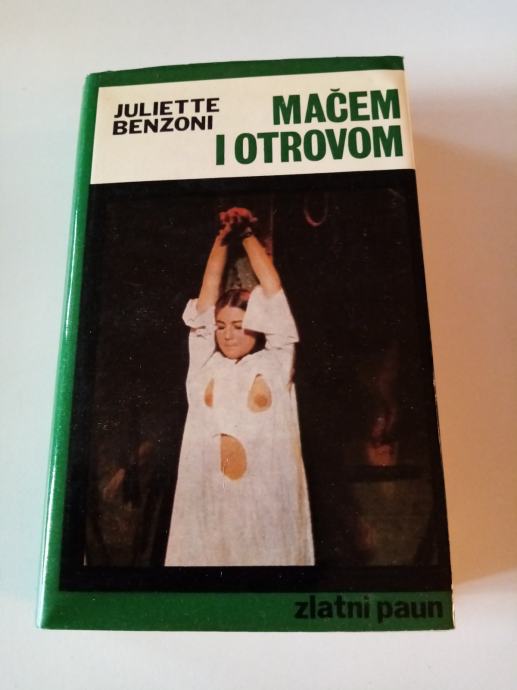 JULIETTE
BENZONI
MAČEM
I OTROVOM
zlatni paun